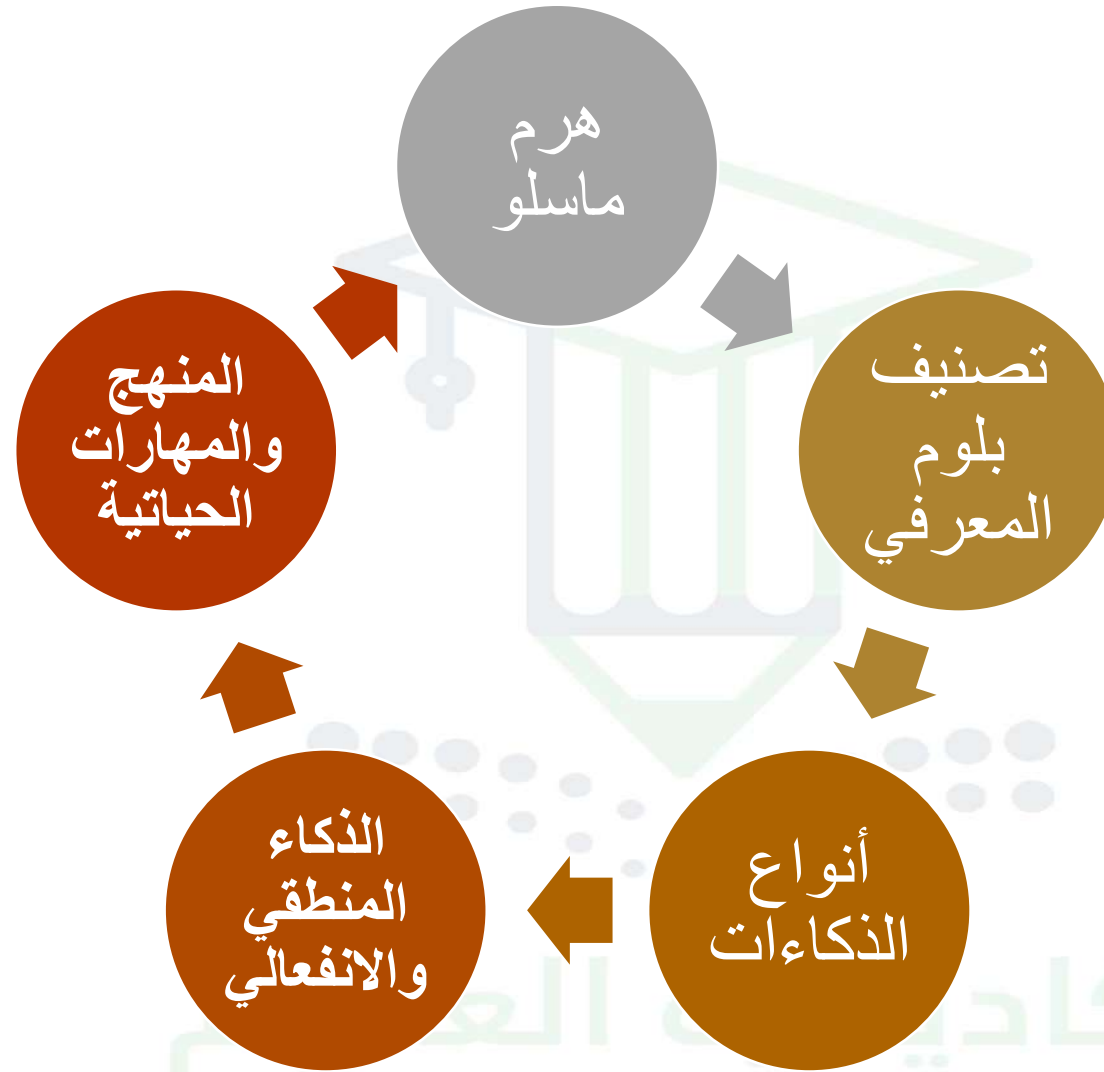 هرم
ماسلو
تصنيف
بلوم
المعرفي
أنواع
الذكاءات
الذكاء
المنطقي
والانفعالي
المنهج
والمهارات
الحياتية